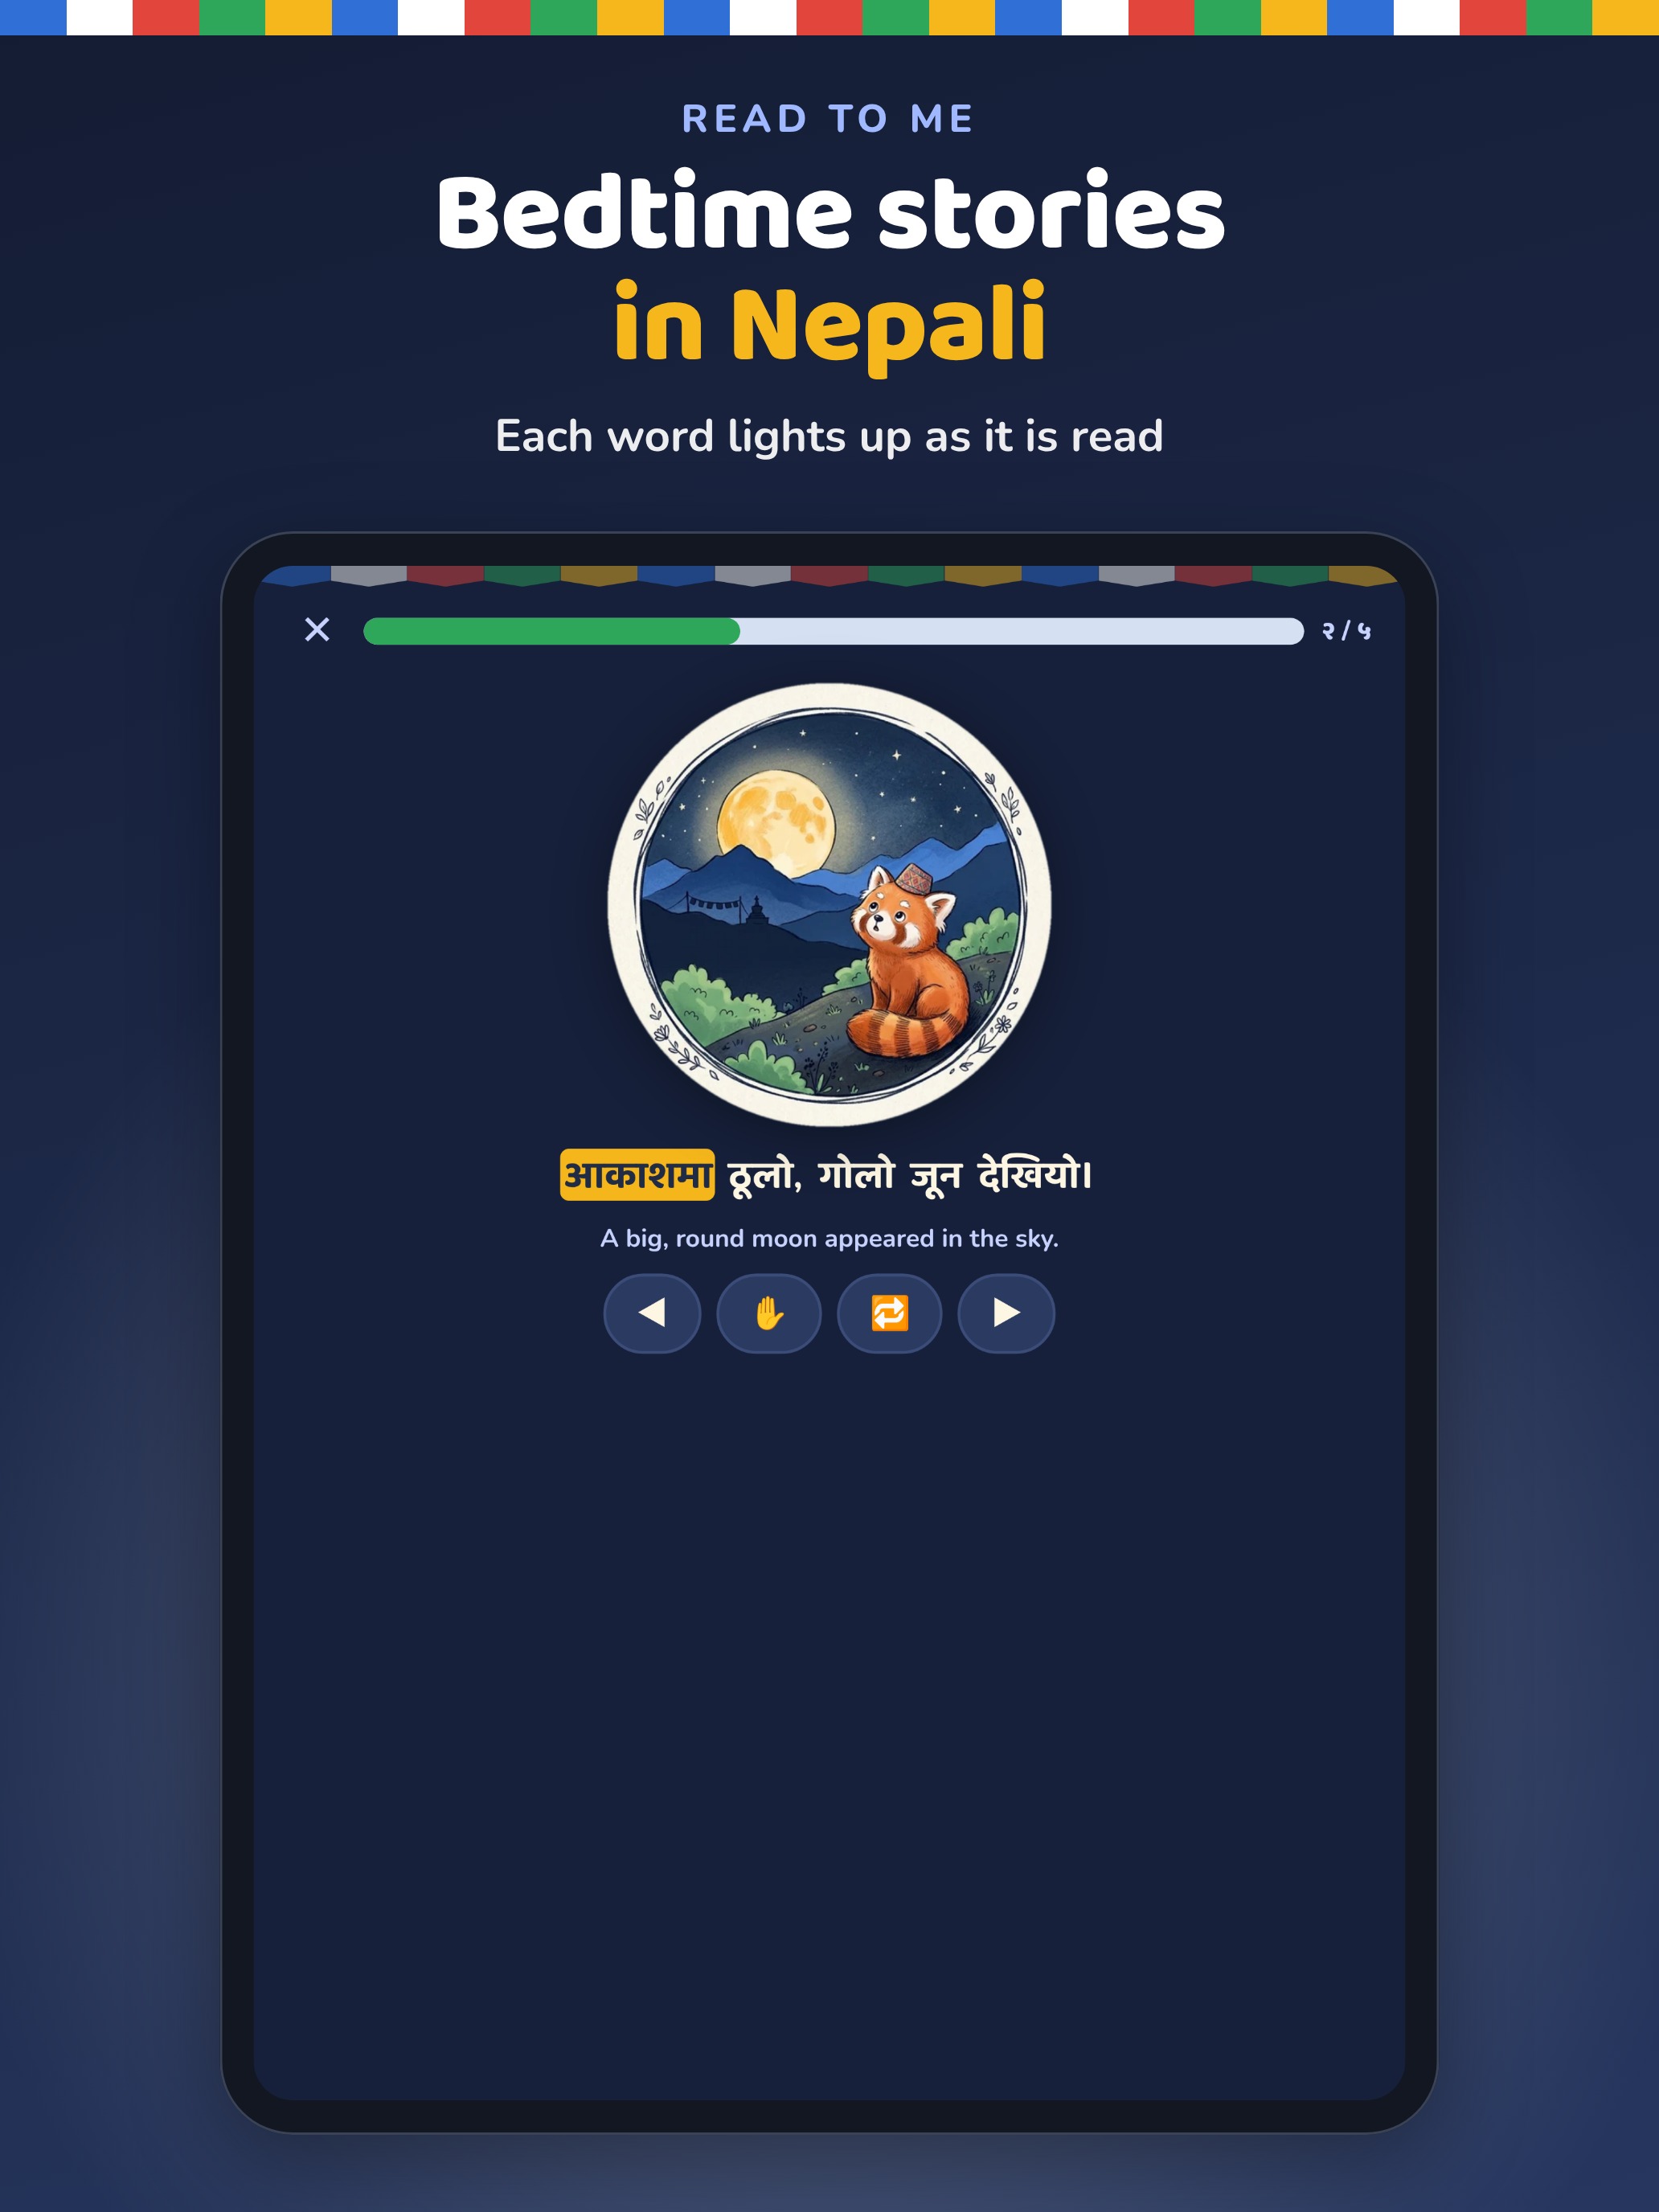 READ TO ME
Bedtime stories
in Nepali
Each word lights up as it is read
२ / ५
आकाशमा ठूलो, गोलो जून देखियो।
A big, round moon appeared in the sky.